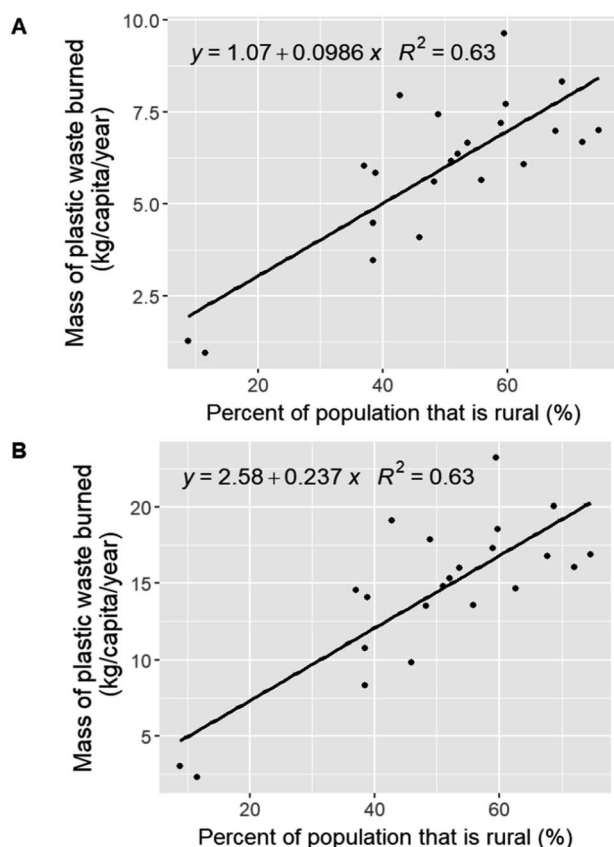 A
y = 1.07 + 0.0986 x R² = 0.63
10.0
7.5
5.0
2.5
Mass of plastic waste burned
(kg/capita/year)
20 40 60
Percent of population that is rural (%)
B
y = 2.58 + 0.237 x R² = 0.63
20
15
10
5
Mass of plastic waste burned
(kg/capita/year)
20 40 60
Percent of population that is rural (%)